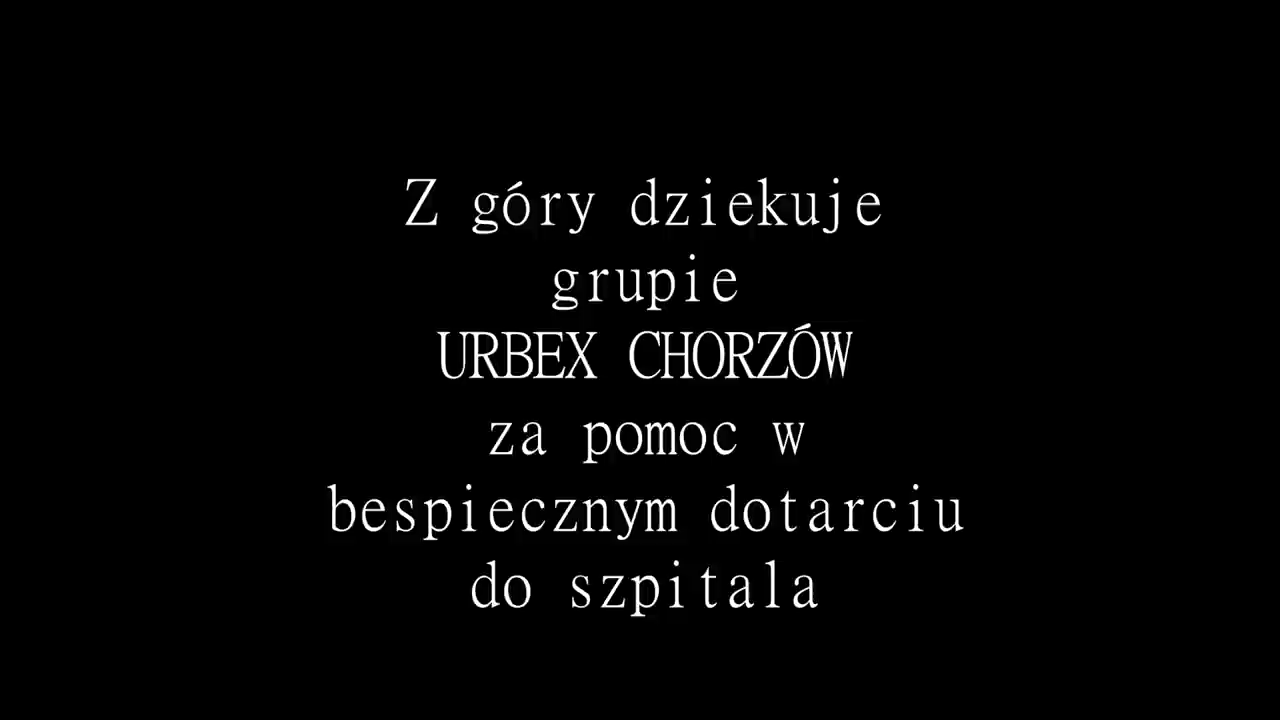 Z góry dziekuje
grupie
URBEX CHORZÓW
za pomoc w
bespiecznym dotarciu
do szpitala